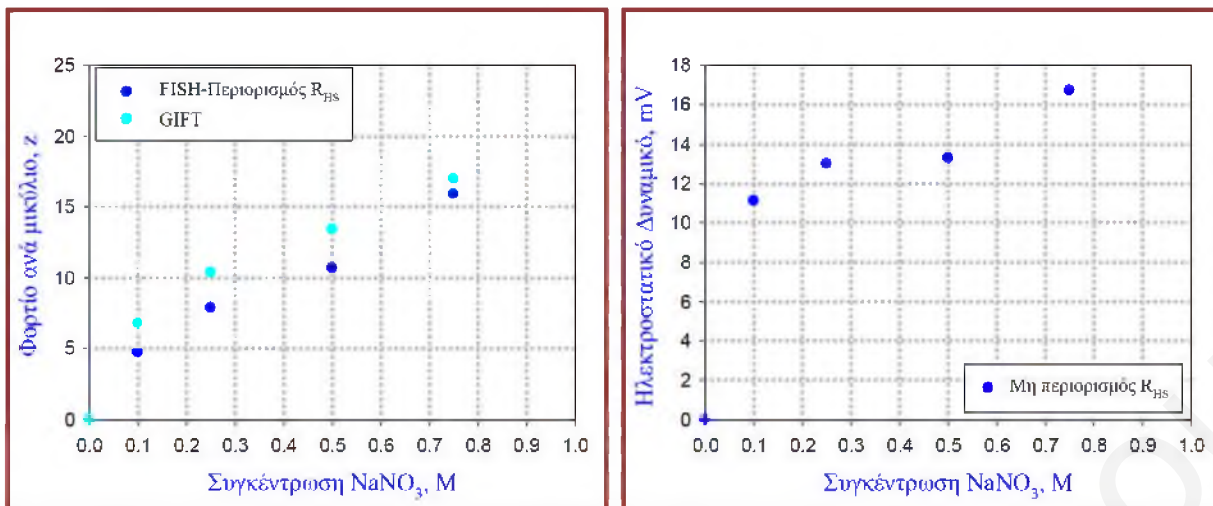 25
20
15
10
5
0
Φορτίο ανά μικύλιο, z
FISH-Περιορισμός R_HS
GIFT
0.0 0.1 0.2 0.3 0.4 0.5 0.6 0.7 0.8 0.9 1.0
Συγκέντρωση NaNO₃, M
18
16
14
12
10
8
6
4
2
0
Ηλεκτροστατικό Δυναμικό, mV
Μη περιορισμός R_HS
0.0 0.1 0.2 0.3 0.4 0.5 0.6 0.7 0.8 0.9 1.0
Συγκέντρωση NaNO₃, M